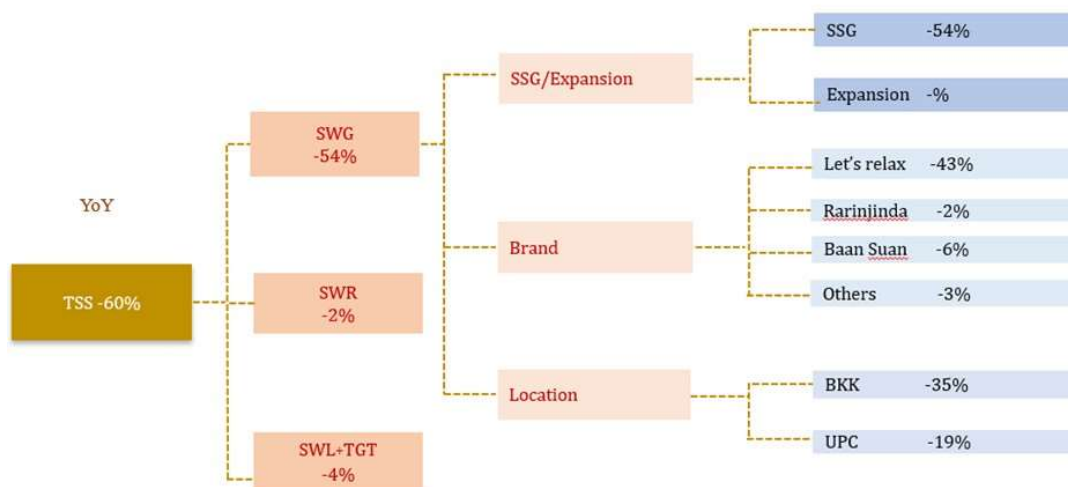 YoY
TSS -60%
SWG
-54%
SWR
-2%
SWL+TGT
-4%
SSG/Expansion
Brand
Location
SSG -54%
Expansion -%
Let's relax -43%
Rarinjinda -2%
Baan Suan -6%
Others -3%
BKK -35%
UPC -19%